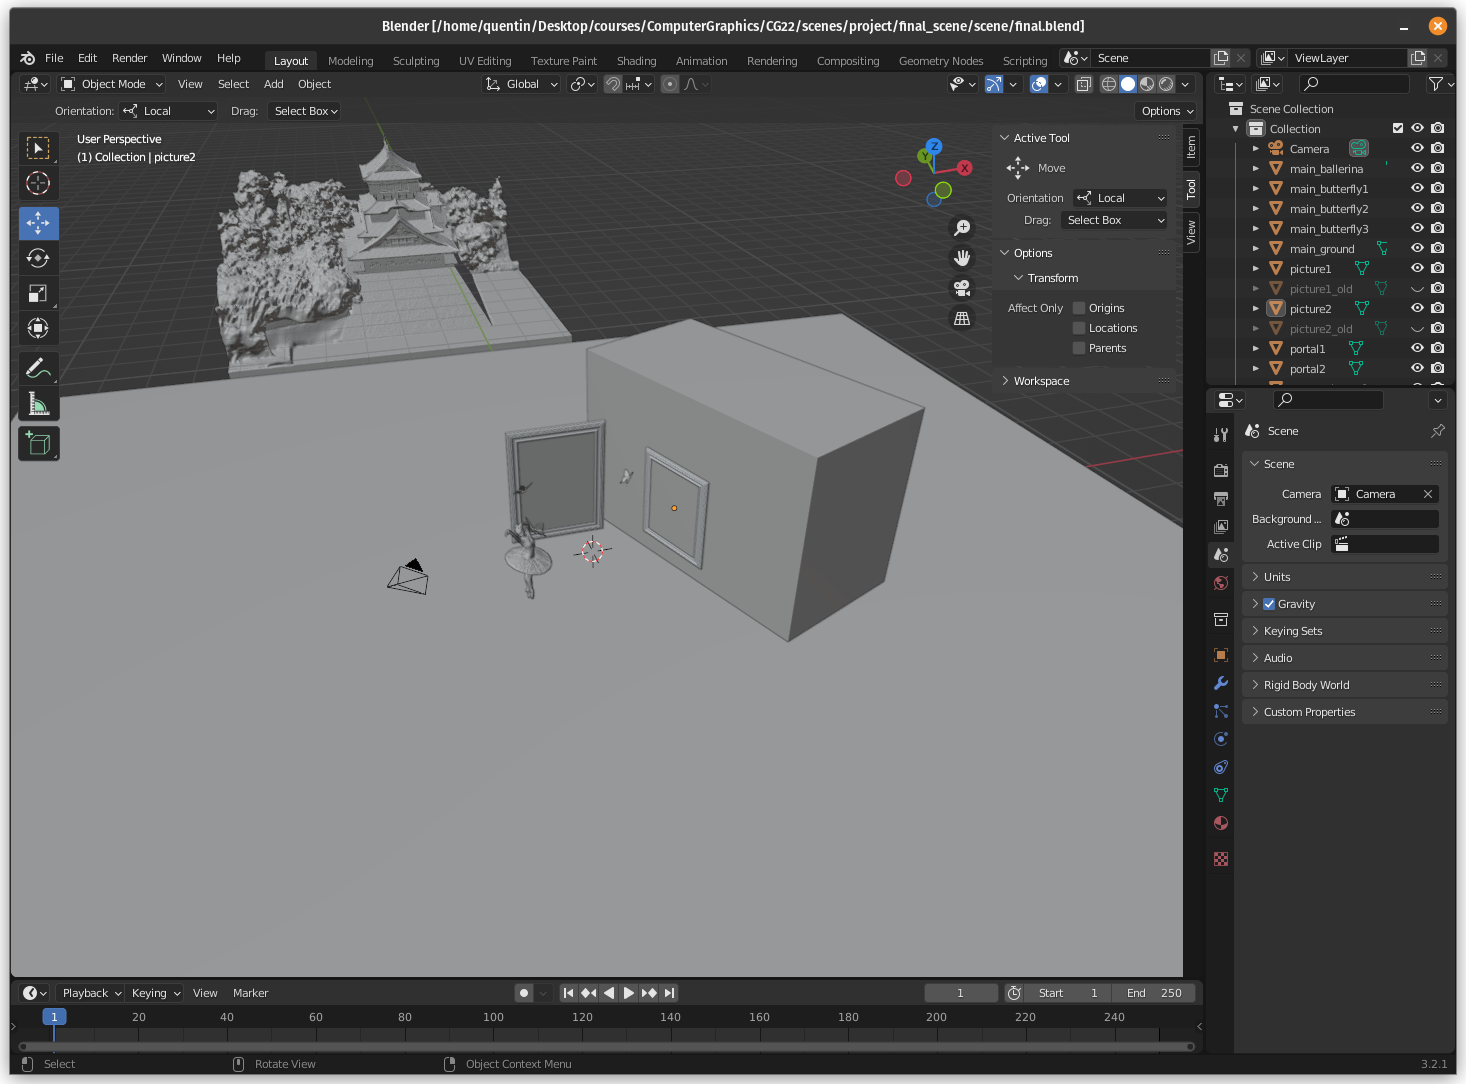 Blender [/home/quentin/Desktop/courses/ComputerGraphics/CG22/scenes/project/final_scene/scene/final.blend]
File Edit Render Window Help Layout Modeling Sculpting UV Editing Texture Paint Shading Animation Rendering Compositing Geometry Nodes Scripting Scene ViewLayer
Object Mode View Select Add Object Global
Orientation: Local Drag: Select Box Options
User Perspective
(1) Collection | picture2
Z
Y
X
Active Tool
Move
Orientation Local
Drag: Select Box
Options
Transform
Affect Only Origins
Locations
Parents
Workspace
Item
Tool
View
Scene Collection
Collection
Camera
main_ballerina
main_butterfly1
main_butterfly2
main_butterfly3
main_ground
picture1
picture1_old
picture2
picture2_old
portal1
portal2
Scene
Scene
Camera Camera
Background ...
Active Clip
Units
Gravity
Keying Sets
Audio
Rigid Body World
Custom Properties
Playback Keying View Marker 1 Start 1 End 250
1 20 40 60 80 100 120 140 160 180 200 220 240
Select Rotate View Object Context Menu 3.2.1